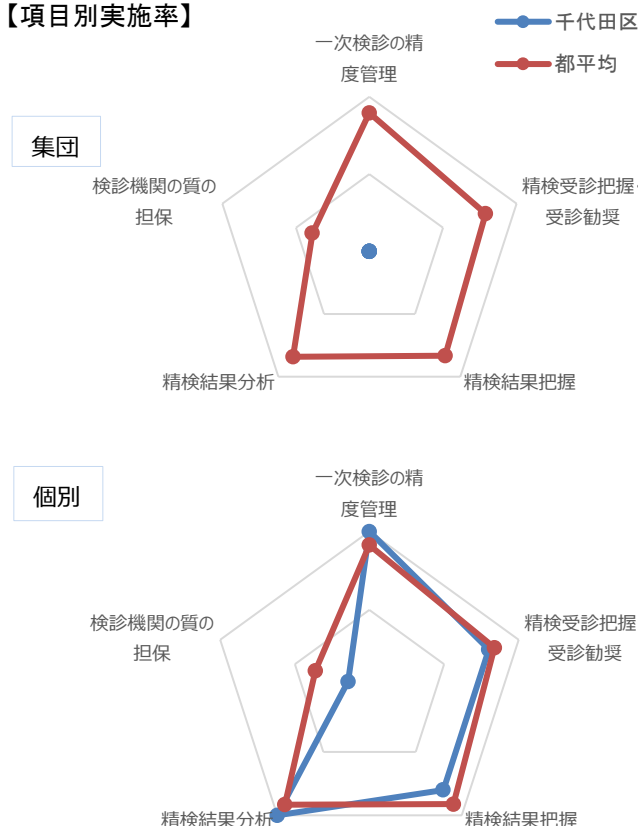 【項目別実施率】
千代田区
都平均
集団
一次検診の精
度管理
精検受診把握・
受診勧奨
精検結果把握
精検結果分析
検診機関の質の
担保
個別
一次検診の精
度管理
精検受診把握
受診勧奨
精検結果把握
精検結果分析
検診機関の質の
担保